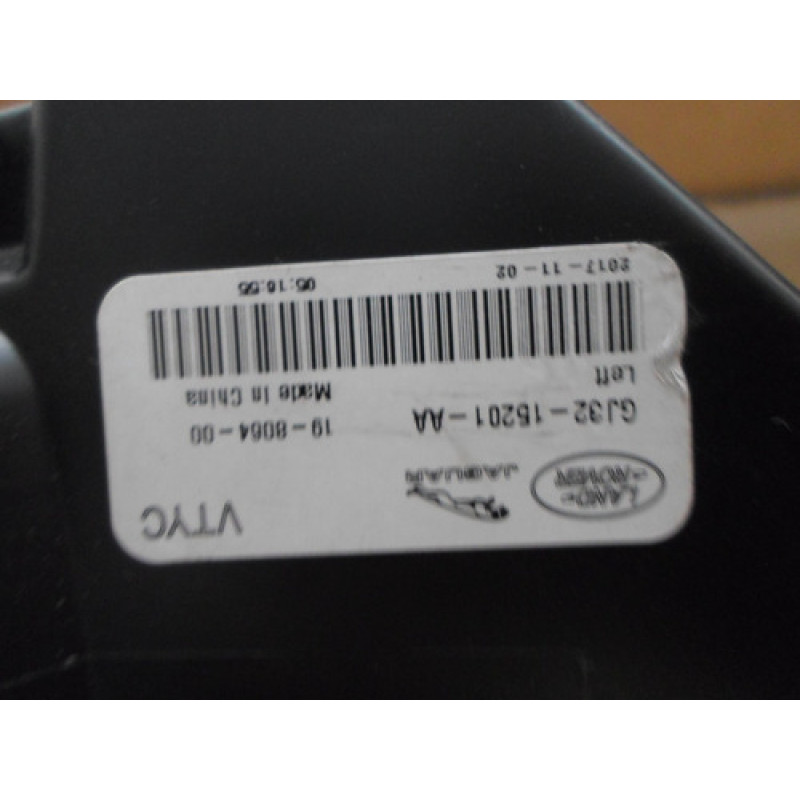 LAND-
-ROVER
JAGUAR
VTYC
GJ32-15201-AA
19-8064-00
Left
Made in China
2017-11-02
05:16:55